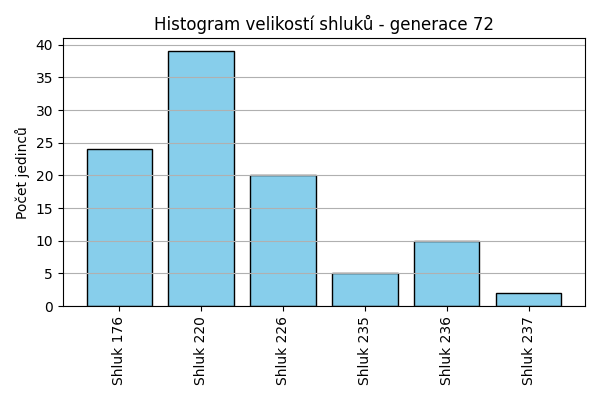 Histogram velikostí shluků - generace 72
Počet jedinců
40
35
30
25
20
15
10
5
0
Shluk 176
Shluk 220
Shluk 226
Shluk 235
Shluk 236
Shluk 237